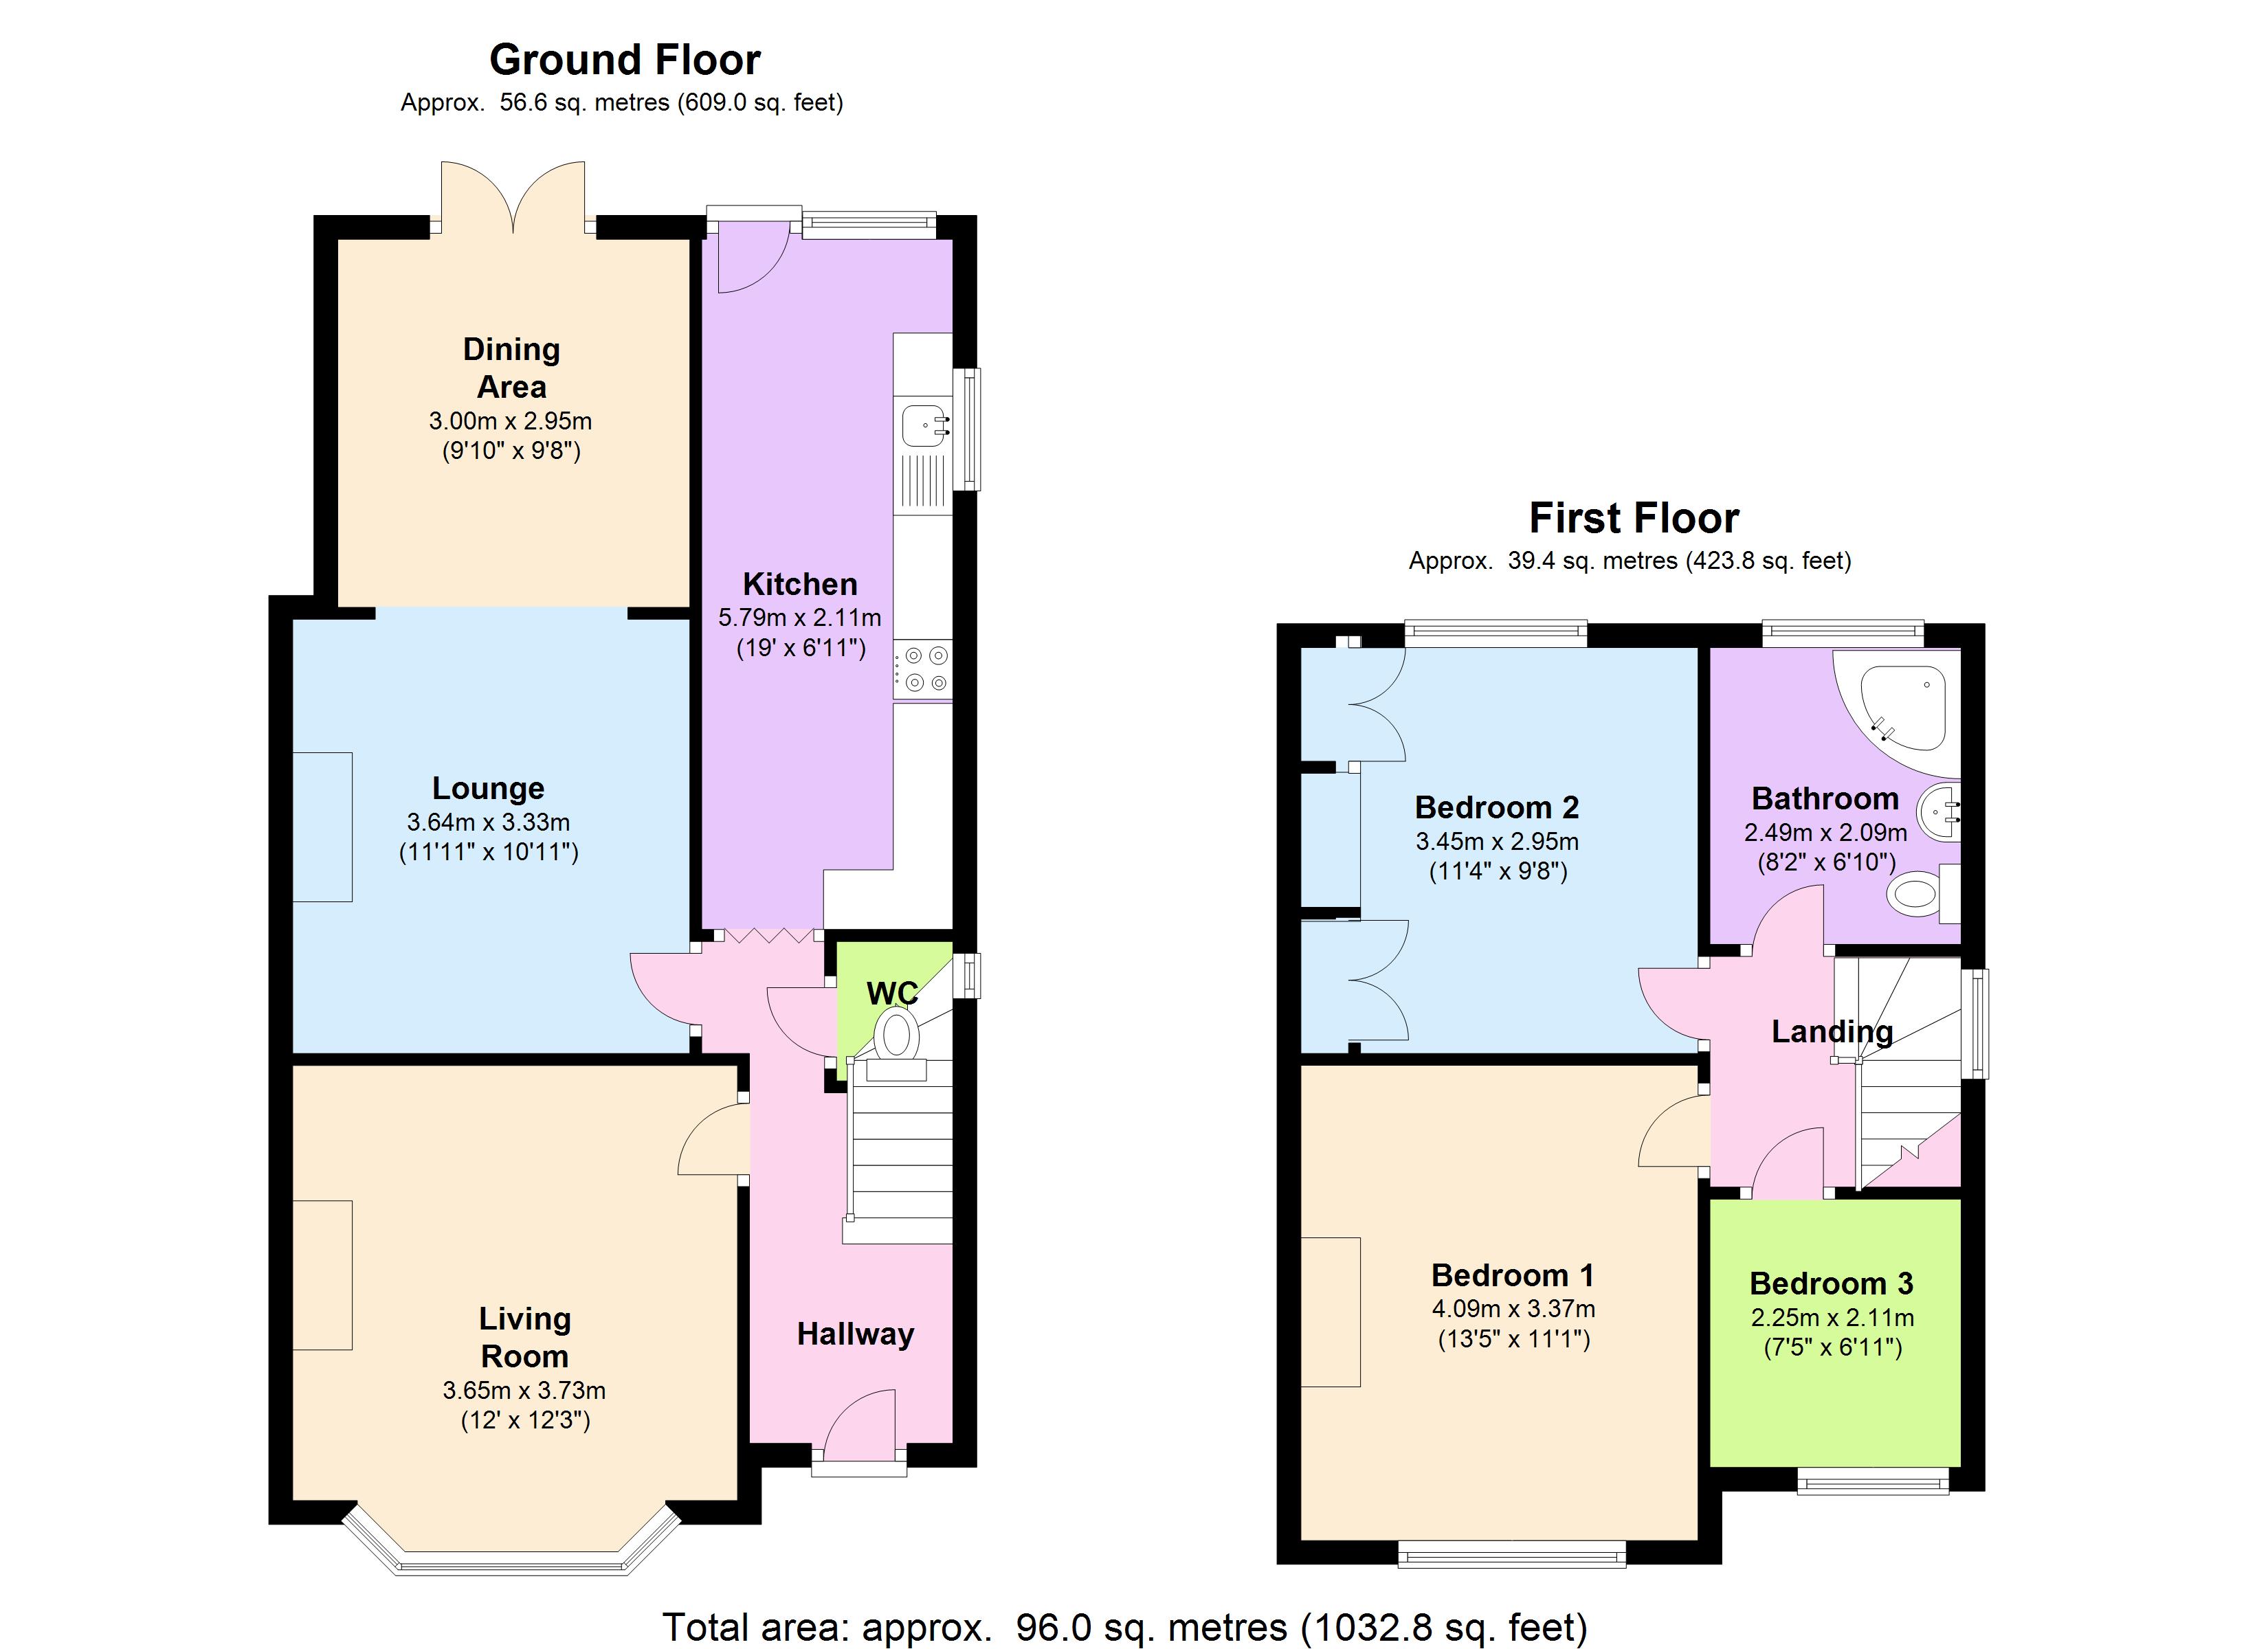 Ground Floor
Approx.  56.6 sq. metres (609.0 sq. feet)
Dining
Area
3.00m x 2.95m
(9'10" x 9'8")
Kitchen
5.79m x 2.11m
(19' x 6'11")
Lounge
3.64m x 3.33m
(11'11" x 10'11")
WC
Living
Room
3.65m x 3.73m
(12' x 12'3")
Hallway
First Floor
Approx.  39.4 sq. metres (423.8 sq. feet)
Bedroom 2
3.45m x 2.95m
(11'4" x 9'8")
Bathroom
2.49m x 2.09m
(8'2" x 6'10")
Landing
Bedroom 1
4.09m x 3.37m
(13'5" x 11'1")
Bedroom 3
2.25m x 2.11m
(7'5" x 6'11")
Total area: approx.  96.0 sq. metres (1032.8 sq. feet)